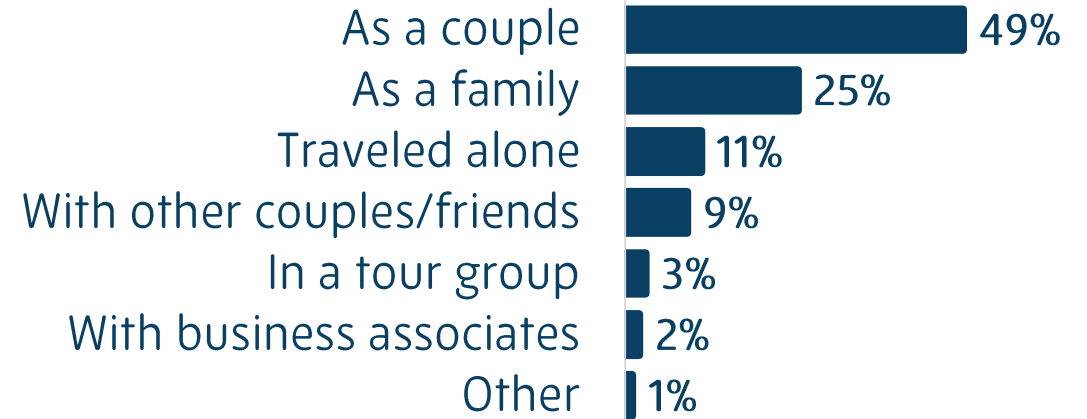 As a couple 49%
As a family 25%
Traveled alone 11%
With other couples/friends 9%
In a tour group 3%
With business associates 2%
Other 1%